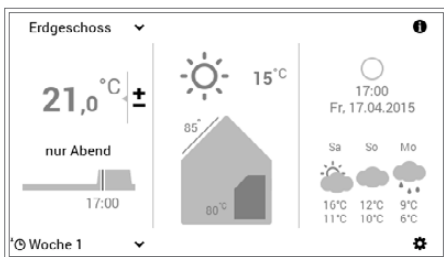 Erdgeschoss
21,0 °C ±
nur Abend
17:00
Woche 1
15°C
85°
80°C
17:00
Fr, 17.04.2015
Sa So Mo
16°C 12°C 9°C
11°C 10°C 6°C